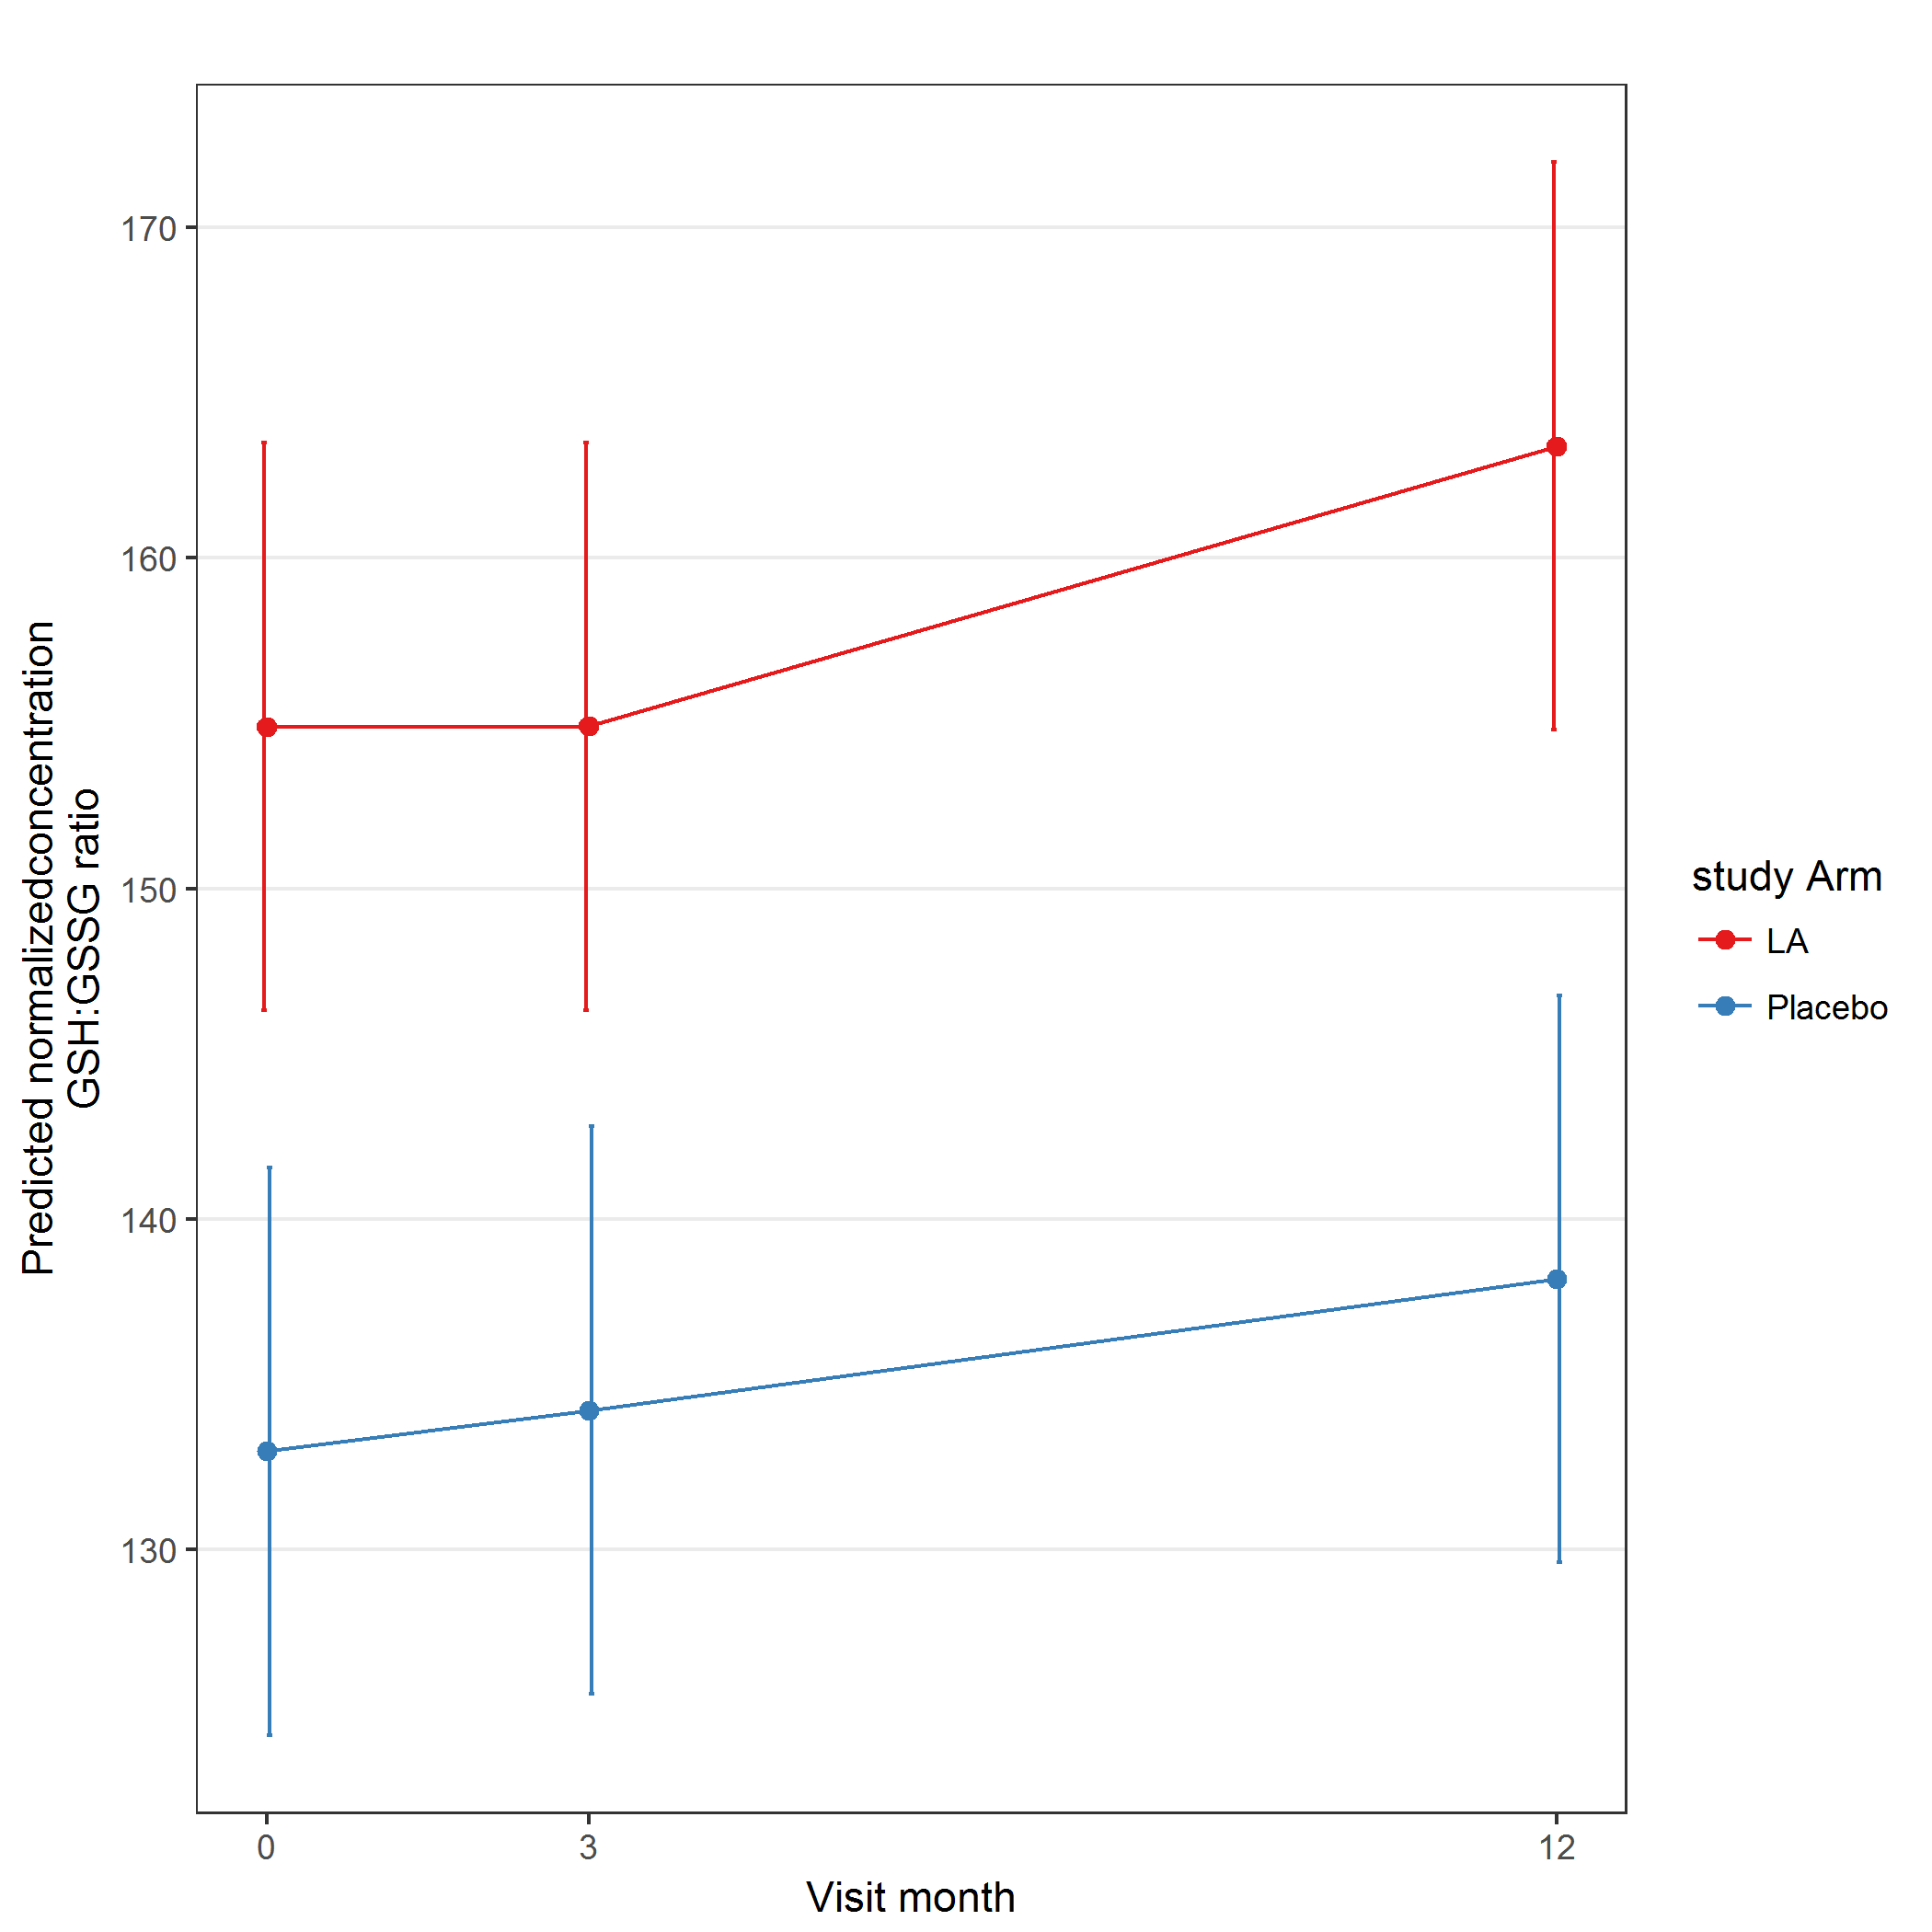 Predicted normalizedconcentration
GSH:GSSG ratio
170
160
150
140
130
0
3
12
Visit month
study Arm
LA
Placebo